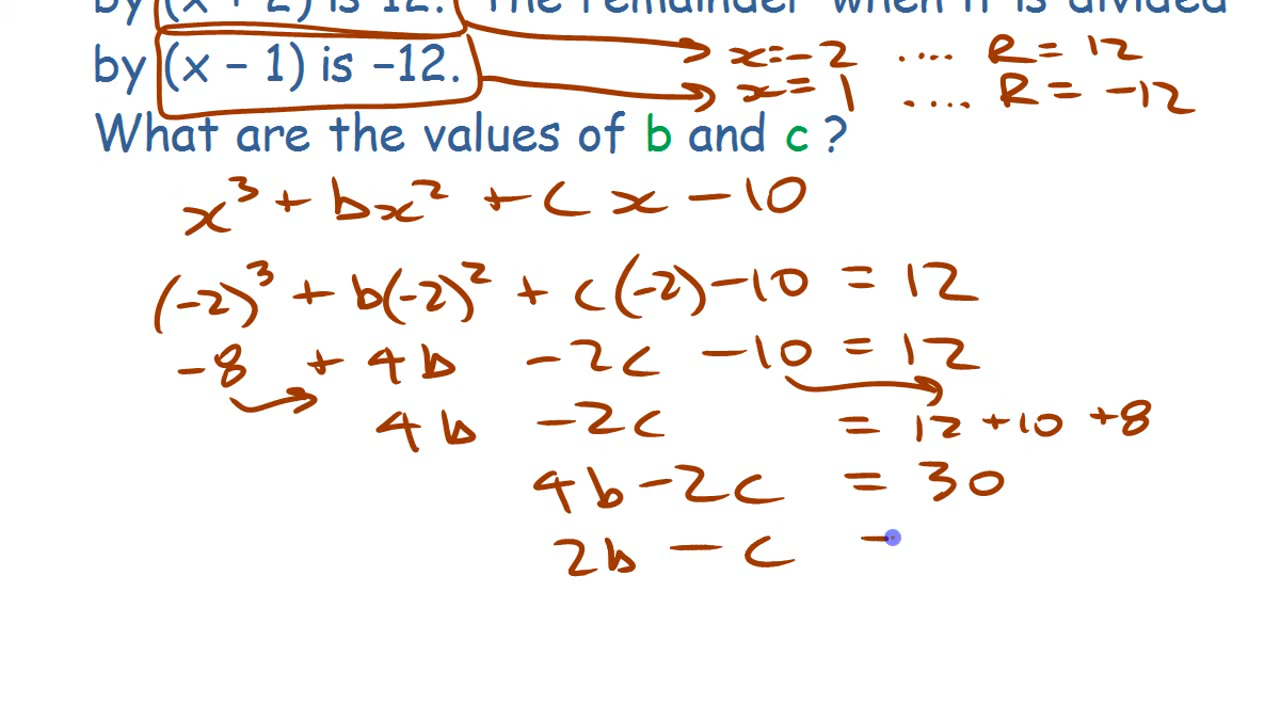 by (x + 2) is 12. The remainder when it is divided
by (x – 1) is –12.
x=-2 .... R = 12
x= 1 .... R = -12
What are the values of b and c ?
x³ + bx² + c x - 10
(-2)³ + b(-2)² + c(-2) - 10 = 12
-8 + 4b - 2c - 10 = 12
4b - 2c = 12 + 10 + 8
4b - 2c = 30
2b - c -